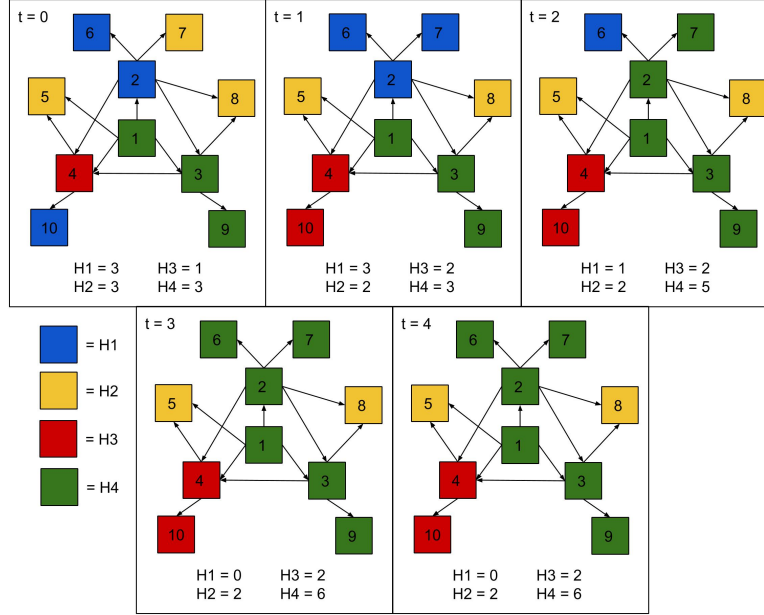 t = 0
6
7
2
5
8
1
4
3
10
9
H1 = 3 H3 = 1
H2 = 3 H4 = 3
t = 1
6
7
2
5
8
1
4
3
10
9
H1 = 3 H3 = 2
H2 = 2 H4 = 3
t = 2
6
7
2
5
8
1
4
3
10
9
H1 = 1 H3 = 2
H2 = 2 H4 = 5
= H1
= H2
= H3
= H4
t = 3
6
7
2
5
8
1
4
3
10
9
H1 = 0 H3 = 2
H2 = 2 H4 = 6
t = 4
6
7
2
5
8
1
4
3
10
9
H1 = 0 H3 = 2
H2 = 2 H4 = 6